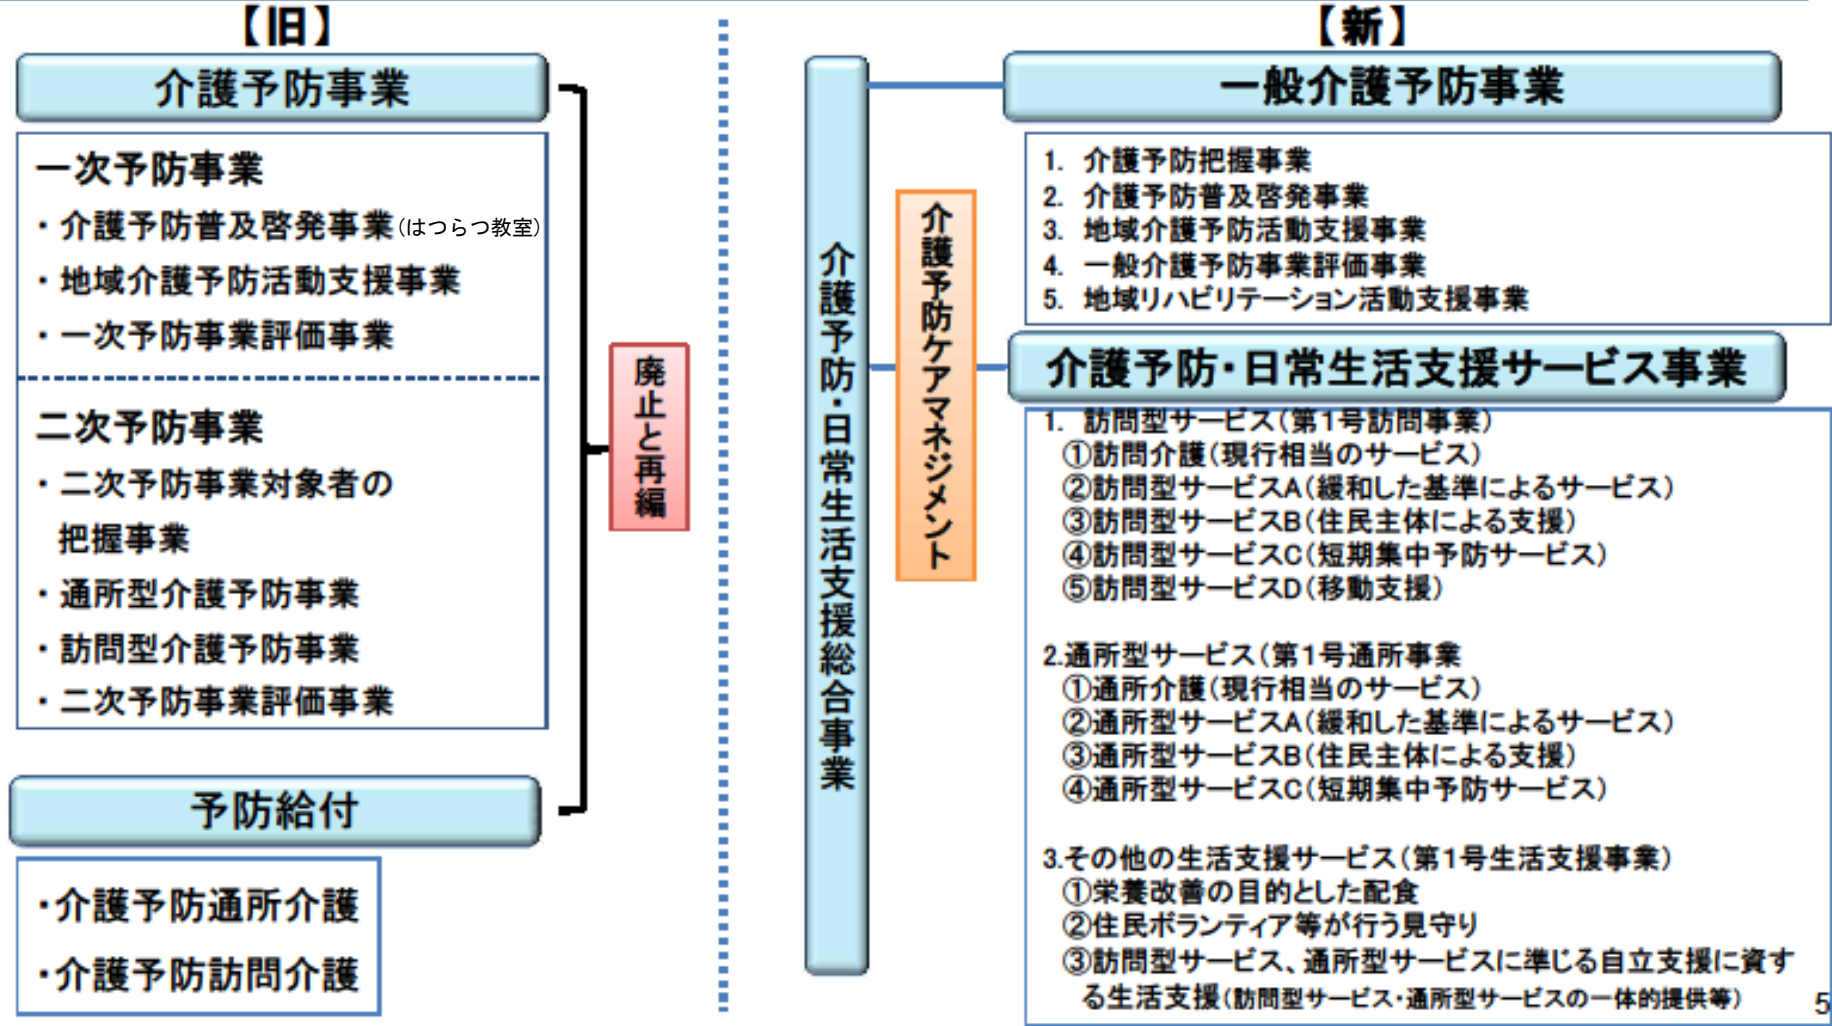 【旧】
介護予防事業
一次予防事業
・介護予防普及啓発事業(はつらつ教室)
・地域介護予防活動支援事業
・一次予防事業評価事業
二次予防事業
・二次予防事業対象者の
把握事業
・通所型介護予防事業
・訪問型介護予防事業
・二次予防事業評価事業
予防給付
・介護予防通所介護
・介護予防訪問介護
廃止と再編
【新】
介護予防・日常生活支援総合事業
介護予防ケアマネジメント
一般介護予防事業
1. 介護予防把握事業
2. 介護予防普及啓発事業
3. 地域介護予防活動支援事業
4. 一般介護予防事業評価事業
5. 地域リハビリテーション活動支援事業
介護予防・日常生活支援サービス事業
1. 訪問型サービス(第1号訪問事業)
①訪問介護(現行相当のサービス)
②訪問型サービスA(緩和した基準によるサービス)
③訪問型サービスB(住民主体による支援)
④訪問型サービスC(短期集中予防サービス)
⑤訪問型サービスD(移動支援)
2.通所型サービス(第1号通所事業
①通所介護(現行相当のサービス)
②通所型サービスA(緩和した基準によるサービス)
③通所型サービスB(住民主体による支援)
④通所型サービスC(短期集中予防サービス)
3.その他の生活支援サービス(第1号生活支援事業)
①栄養改善の目的とした配食
②住民ボランティア等が行う見守り
③訪問型サービス、通所型サービスに準じる自立支援に資す
る生活支援(訪問型サービス・通所型サービスの一体的提供等)
5